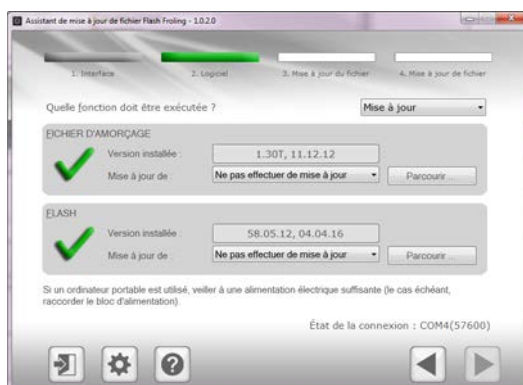 Assistant de mise à jour de fichier Flash Froling - 1.0.2.0
1. Interface 2. Logiciel 3. Mise à jour du fichier 4. Mise à jour de fichier
Quelle fonction doit être exécutée ? Mise à jour
FICHIER D'AMORÇAGE
Version installée : 1.30T, 11.12.12
Mise à jour de : Ne pas effectuer de mise à jour Parcourir ...
FLASH
Version installée : 58.05.12, 04.04.16
Mise à jour de : Ne pas effectuer de mise à jour Parcourir ...
Si un ordinateur portable est utilisé, veiller à une alimentation électrique suffisante (le cas échéant,
raccorder le bloc d'alimentation).
État de la connexion : COM4(57600)